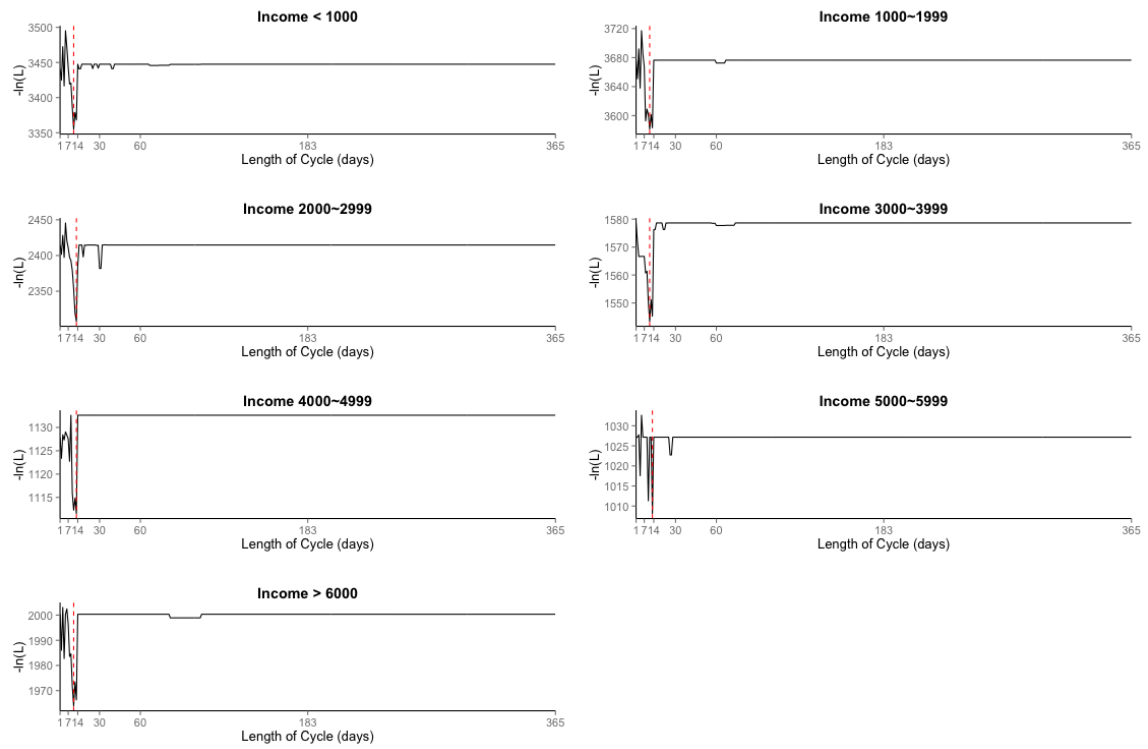 Income < 1000
3500
3450
3400
3350
-ln(L)
1 7 14 30 60 183 365
Length of Cycle (days)
Income 1000~1999
3720
3680
3640
3600
-ln(L)
1 7 14 30 60 183 365
Length of Cycle (days)
Income 2000~2999
2450
2400
2350
-ln(L)
1 7 14 30 60 183 365
Length of Cycle (days)
Income 3000~3999
1580
1570
1560
1550
-ln(L)
1 7 14 30 60 183 365
Length of Cycle (days)
Income 4000~4999
1130
1125
1120
1115
-ln(L)
1 7 14 30 60 183 365
Length of Cycle (days)
Income 5000~5999
1030
1025
1020
1015
1010
-ln(L)
1 7 14 30 60 183 365
Length of Cycle (days)
Income > 6000
2000
1990
1980
1970
-ln(L)
1 7 14 30 60 183 365
Length of Cycle (days)